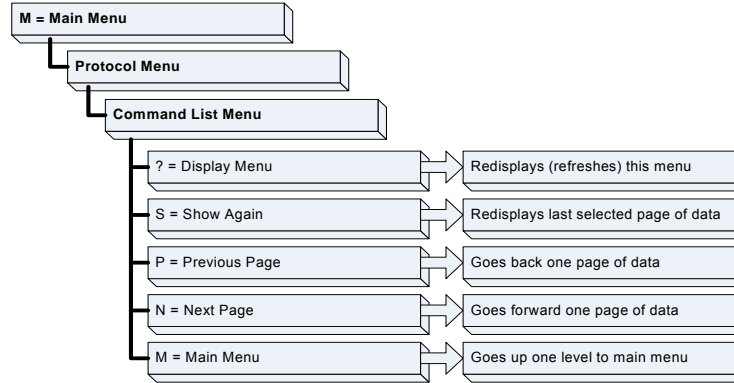 M = Main Menu
Protocol Menu
Command List Menu
? = Display Menu
Redisplays (refreshes) this menu
S = Show Again
Redisplays last selected page of data
P = Previous Page
Goes back one page of data
N = Next Page
Goes forward one page of data
M = Main Menu
Goes up one level to main menu